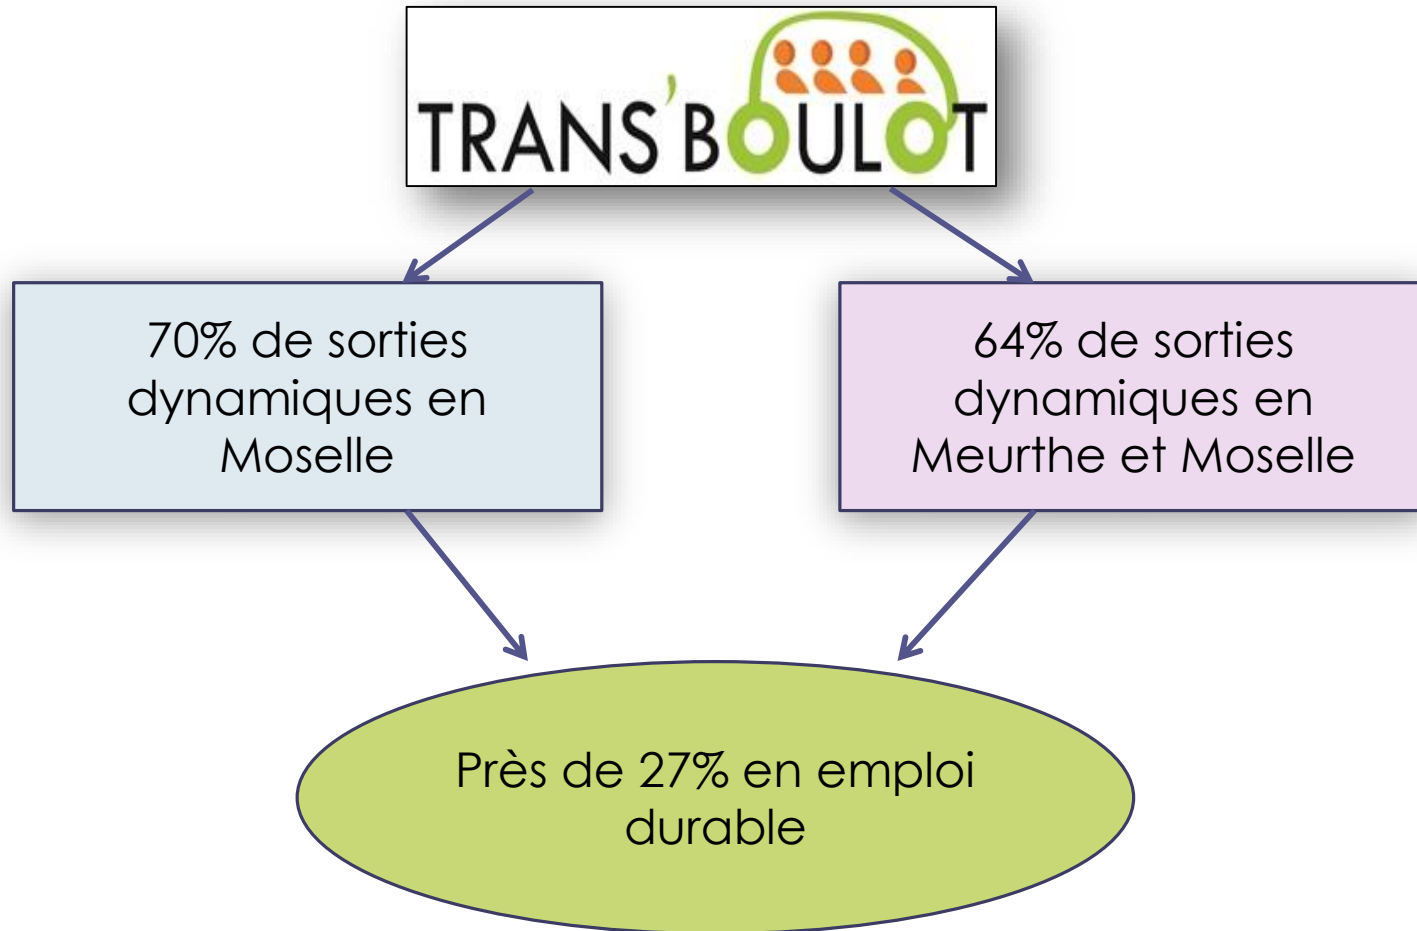 TRANS'BOULOT
70% de sorties
dynamiques en
Moselle
64% de sorties
dynamiques en
Meurthe et Moselle
Près de 27% en emploi
durable